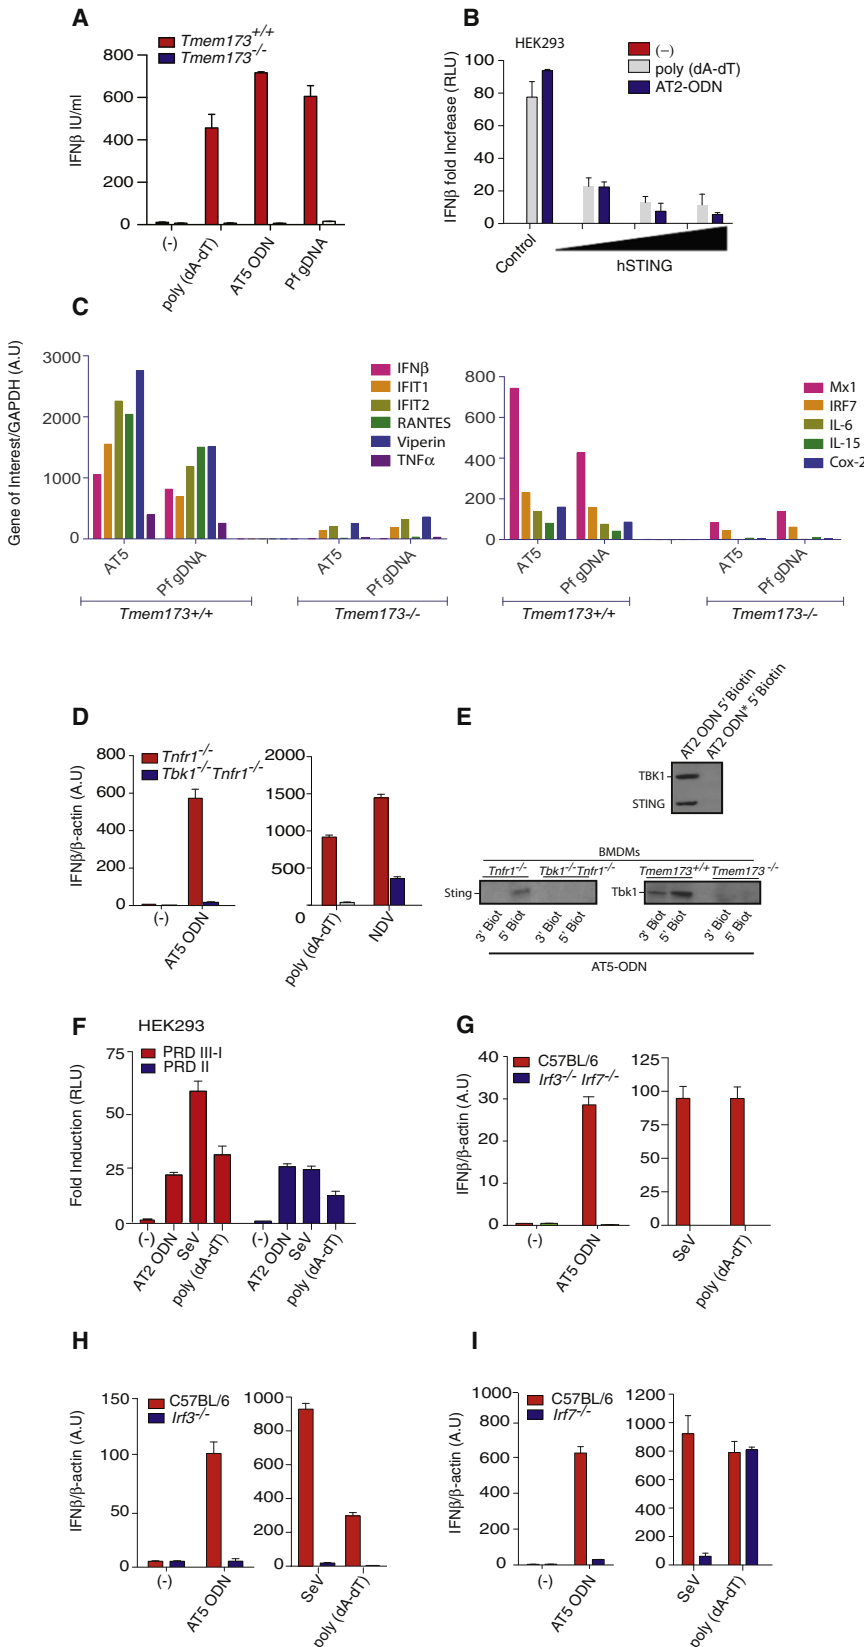 A
Tmem173+/+
Tmem173-/-
IFNβ IU/ml
800
600
400
200
0
(-)
poly (dA-dT)
AT5 ODN
Pf gDNA
B
HEK293
(−)
poly (dA-dT)
AT2-ODN
IFNβ fold Incfease (RLU)
100
80
60
40
20
0
Control
hSTING
C
Gene of Interest/GAPDH (A.U)
3000
2000
1000
0
IFNβ
IFIT1
IFIT2
RANTES
Viperin
TNFα
AT5
Pf gDNA
AT5
Pf gDNA
Tmem173+/+
Tmem173-/-
800
600
400
200
0
Mx1
IRF7
IL-6
IL-15
Cox-2
AT5
Pf gDNA
AT5
Pf gDNA
Tmem173+/+
Tmem173-/-
D
Tnfr1-/-
Tbk1-/-Tnfr1-/-
IFNβ/β-actin (A.U)
800
600
400
200
0
(-)
AT5 ODN
2000
1500
1000
500
0
poly (dA-dT)
NDV
E
AT2 ODN 5' Biotin
AT2 ODN* 5' Biotin
TBK1
STING
BMDMs
Tnfr1-/-
Tbk1-/-Tnfr1-/-
Tmem173+/+
Tmem173-/-
Sting
Tbk1
3' Biot
5' Biot
3' Biot
5' Biot
3' Biot
5' Biot
3' Biot
5' Biot
AT5-ODN
F
HEK293
PRD III-I
PRD II
Fold Induction (RLU)
75
50
25
0
(-)
AT2 ODN
SeV
poly (dA-dT)
(-)
AT2 ODN
SeV
poly (dA-dT)
G
C57BL/6
Irf3-/- Irf7-/-
IFNβ/β-actin (A.U)
40
30
20
10
0
(-)
AT5 ODN
125
100
75
50
25
0
SeV
poly (dA-dT)
H
C57BL/6
Irf3-/-
IFNβ/β-actin (A.U)
150
100
50
0
(-)
AT5 ODN
1000
800
600
400
200
0
SeV
poly (dA-dT)
I
C57BL/6
Irf7-/-
IFNβ/β-actin (A.U)
1000
800
600
400
200
0
(-)
AT5 ODN
1200
1000
800
600
400
200
0
SeV
poly (dA-dT)